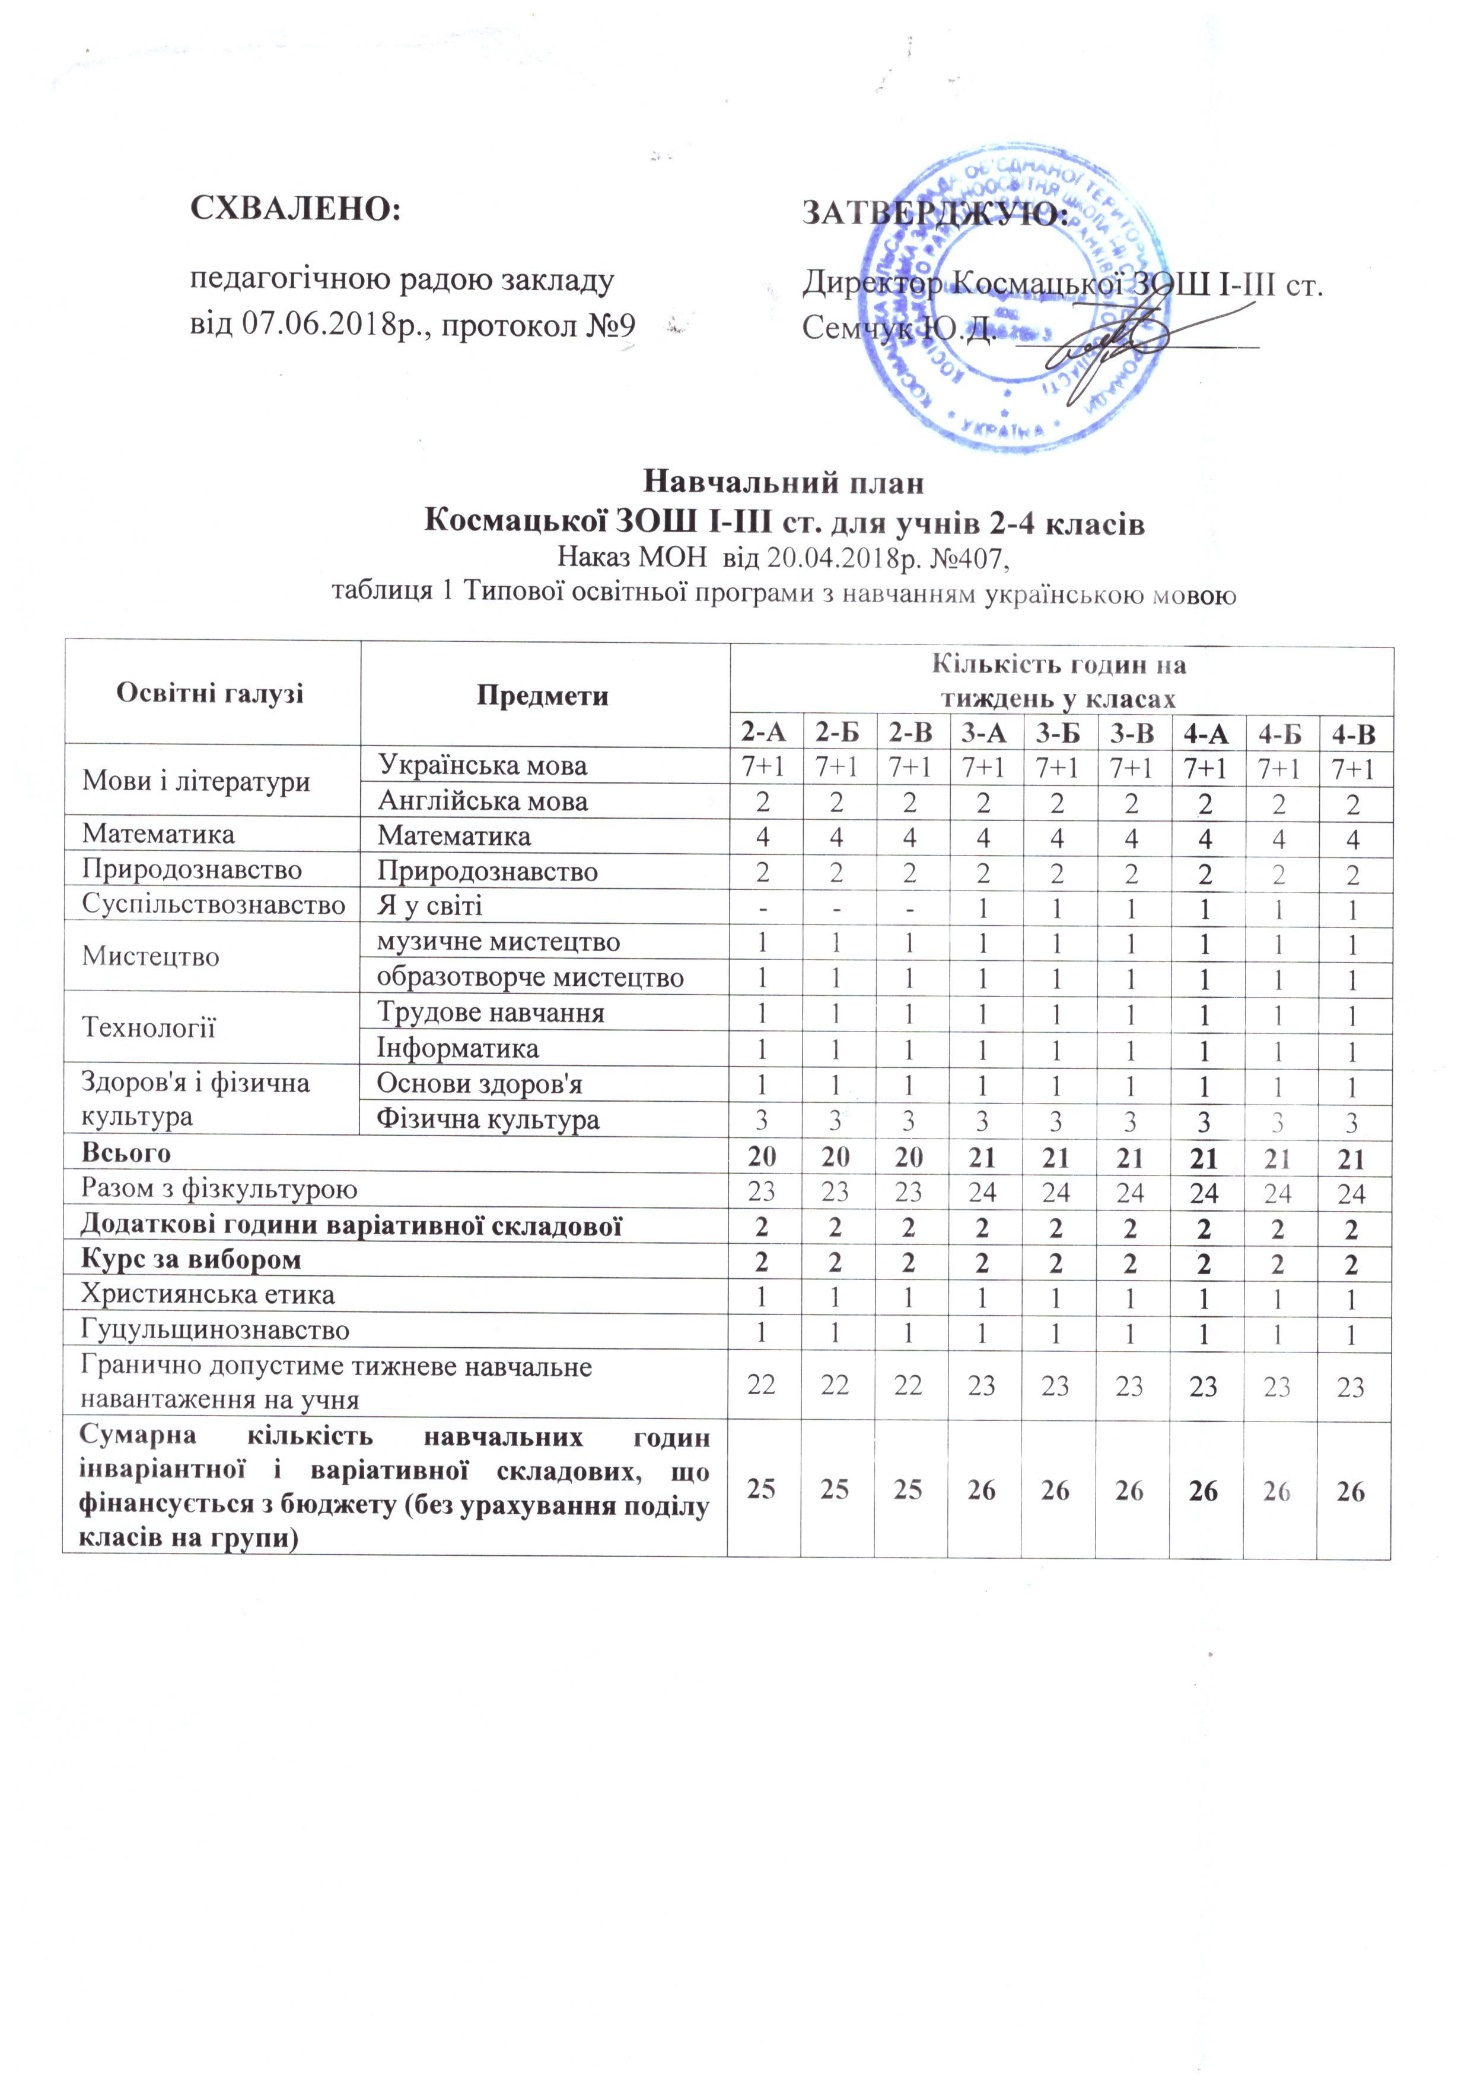 СХВАЛЕНО:
педагогічною радою закладу
від 07.06.2018р., протокол №9
ЗАТВЕРДЖУЮ:
Директор Космацької ЗОШ І-ІІІ ст.
Семчук Ю.Д.
УКРАЇНА
Навчальний план
Космацької ЗОШ І-ІІІ ст. для учнів 2-4 класів
Наказ МОН від 20.04.2018р. №407,
таблиця 1 Типової освітньої програми з навчанням українською мовою
Освітні галузі Предмети Кількість годин на
тиждень у класах
2-А 2-Б 2-В 3-А 3-Б 3-В 4-А 4-Б 4-В
Мови і літератури Українська мова 7+1 7+1 7+1 7+1 7+1 7+1 7+1 7+1 7+1
Англійська мова 2 2 2 2 2 2 2 2 2
Математика Математика 4 4 4 4 4 4 4 4 4
Природознавство Природознавство 2 2 2 2 2 2 2 2 2
Суспільствознавство Я у світі - - - 1 1 1 1 1 1
Мистецтво музичне мистецтво 1 1 1 1 1 1 1 1 1
образотворче мистецтво 1 1 1 1 1 1 1 1 1
Технології Трудове навчання 1 1 1 1 1 1 1 1 1
Інформатика 1 1 1 1 1 1 1 1 1
Здоров'я і фізична
культура
Основи здоров'я 1 1 1 1 1 1 1 1 1
Фізична культура 3 3 3 3 3 3 3 3 3
Всього 20 20 20 21 21 21 21 21 21
Разом з фізкультурою 23 23 23 24 24 24 24 24 24
Додаткові години варіативної складової 2 2 2 2 2 2 2 2 2
Курс за вибором 2 2 2 2 2 2 2 2 2
Християнська етика 1 1 1 1 1 1 1 1 1
Гуцульщинознавство 1 1 1 1 1 1 1 1 1
Гранично допустиме тижневе навчальне
навантаження на учня 22 22 22 23 23 23 23 23 23
Сумарна кількість навчальних годин
інваріантної і варіативної складових, що
фінансується з бюджету (без урахування поділу
класів на групи) 25 25 25 26 26 26 26 26 26